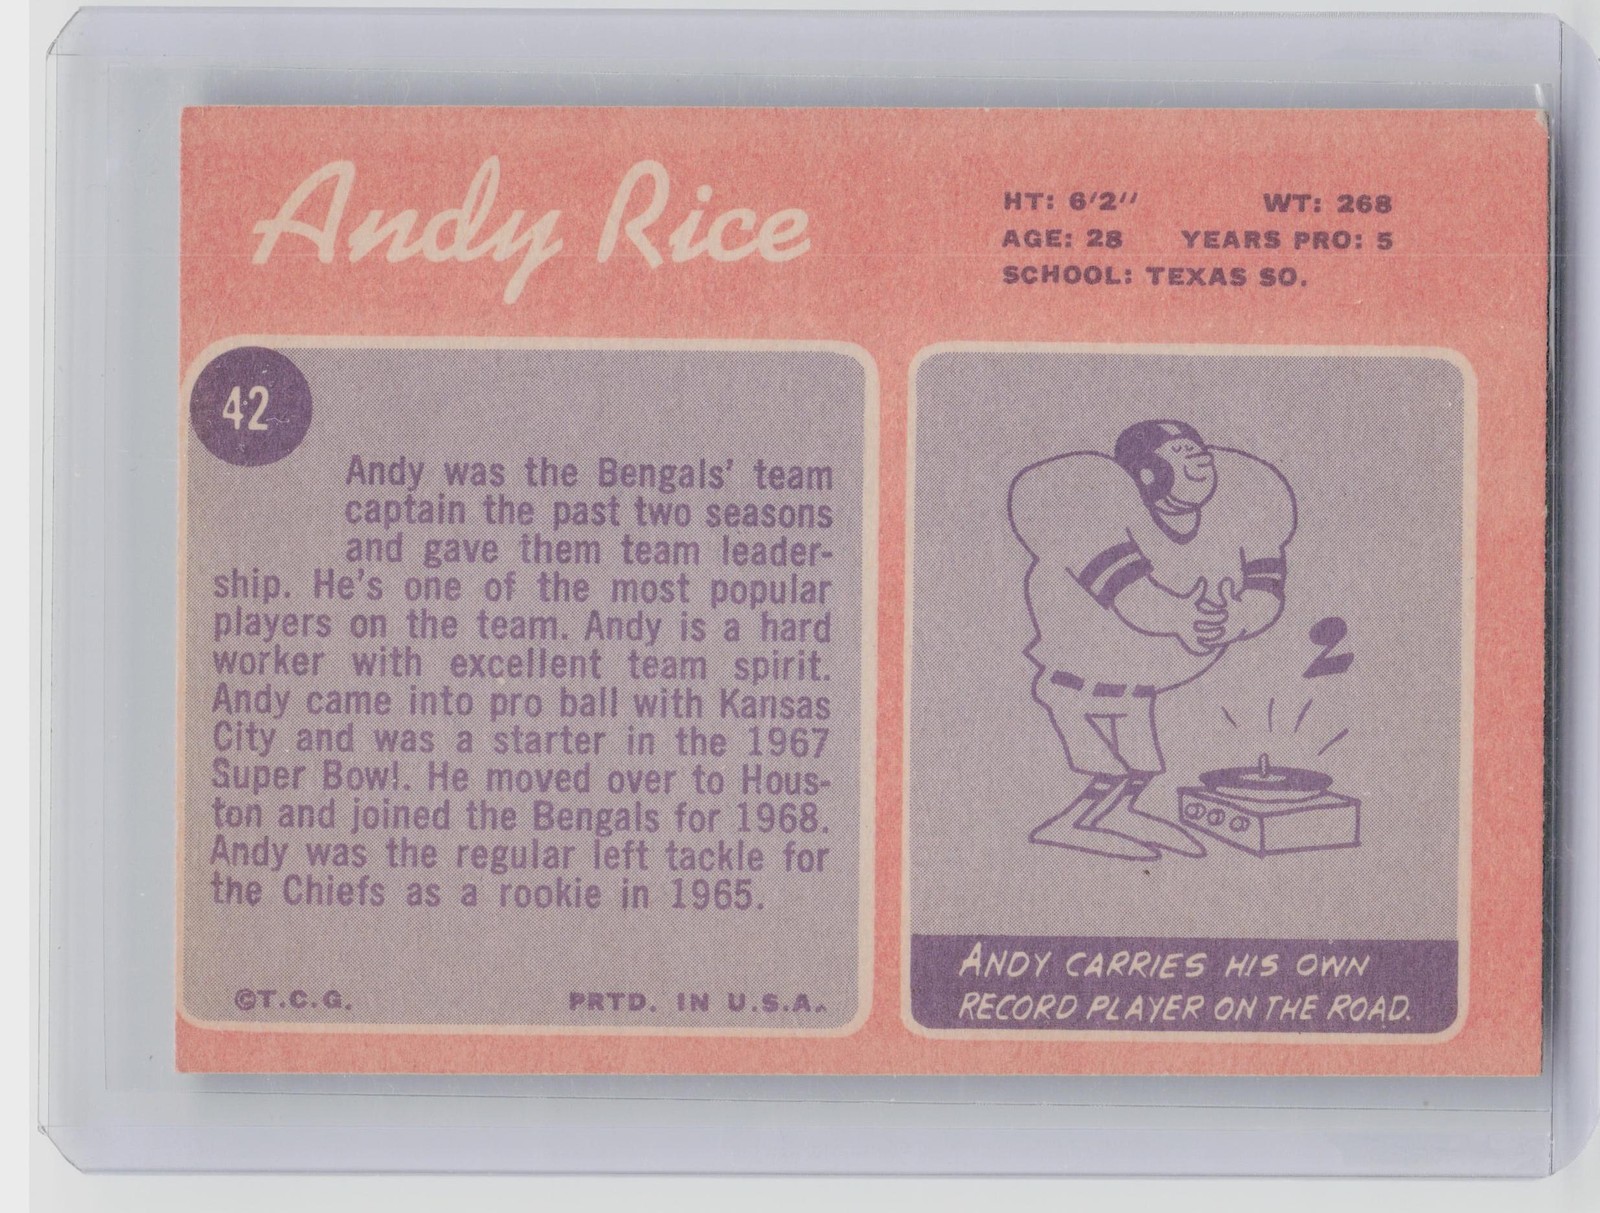 Andy Rice
HT: 6'2'' WT: 268
AGE: 28 YEARS PRO: 5
SCHOOL: TEXAS SO.
42
Andy was the Bengals' team
captain the past two seasons
and gave them team leader-
ship. He's one of the most popular
players on the team. Andy is a hard
worker with excellent team spirit.
Andy came into pro ball with Kansas
City and was a starter in the 1967
Super Bowl. He moved over to Hous-
ton and joined the Bengals for 1968.
Andy was the regular left tackle for
the Chiefs as a rookie in 1965.
©T.C.G. PRTD. IN U.S.A.
2
ANDY CARRIES HIS OWN
RECORD PLAYER ON THE ROAD.